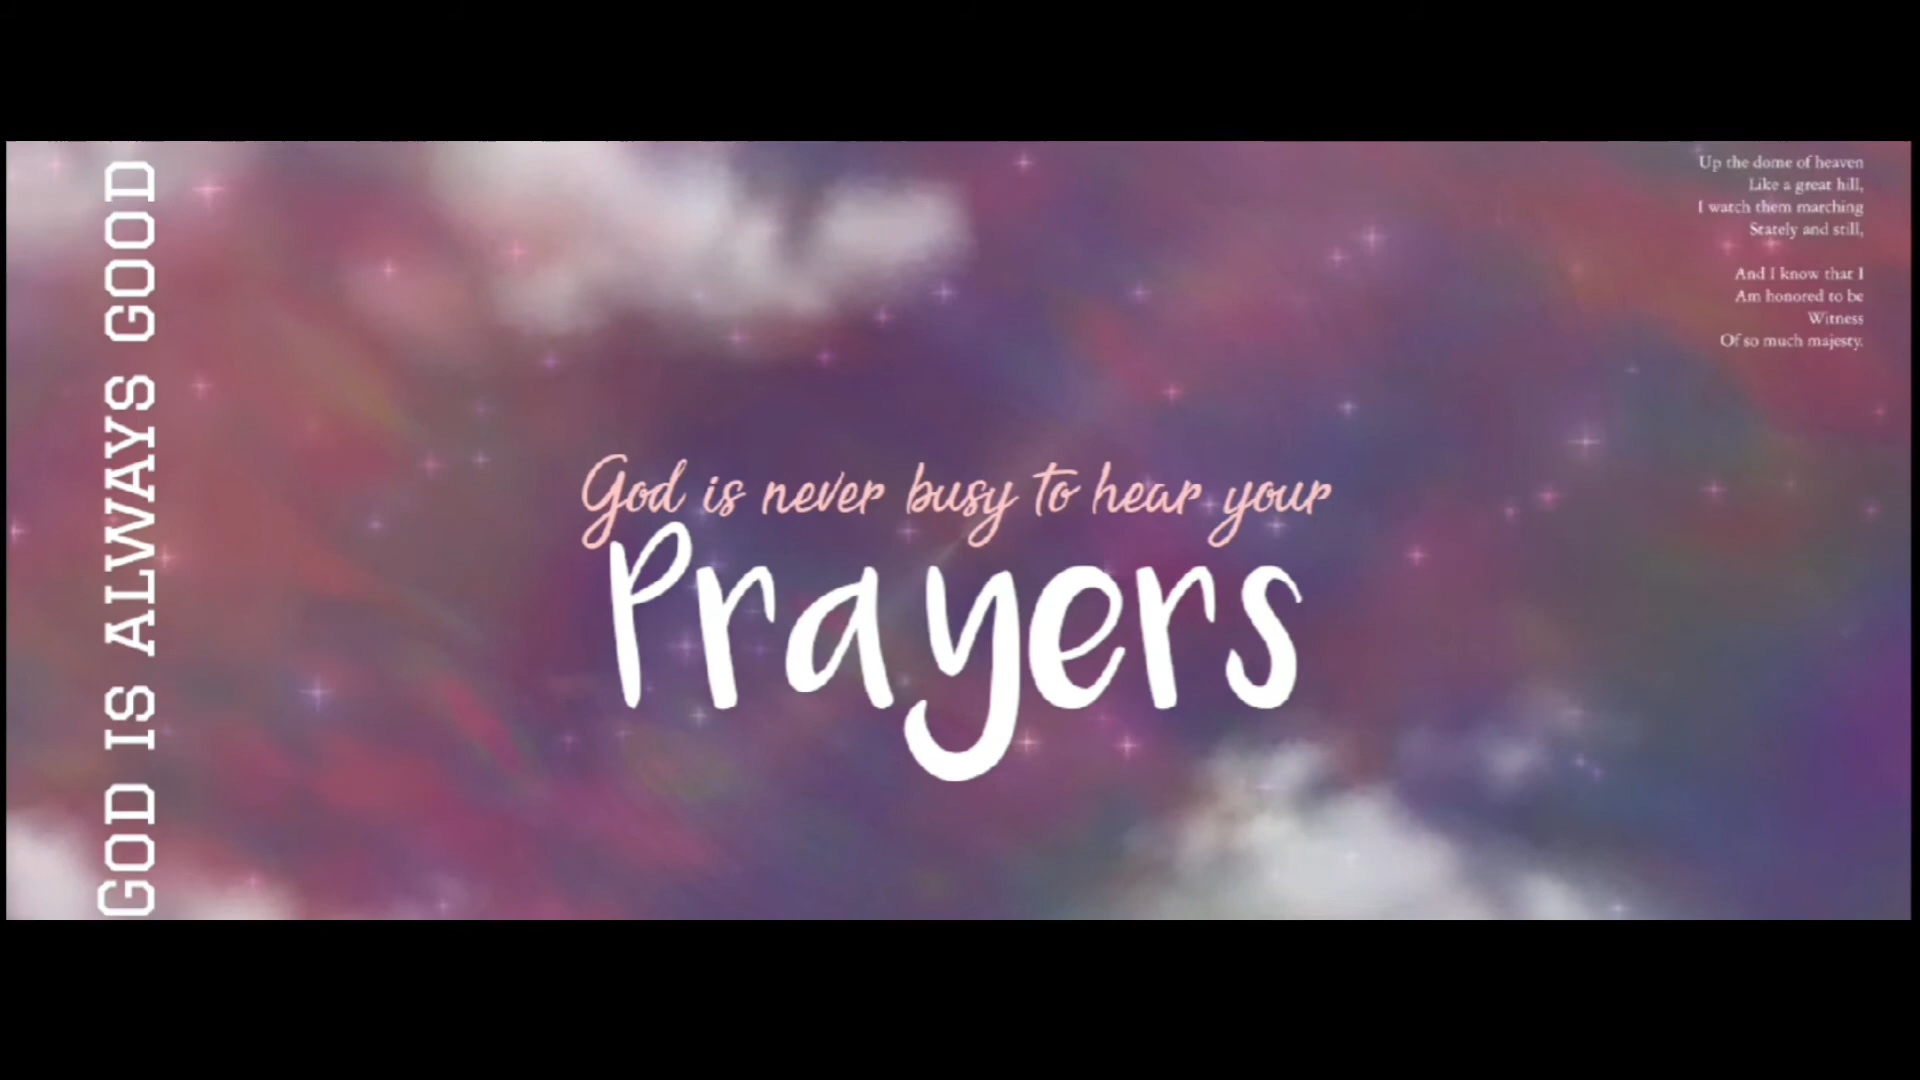 GOD IS ALWAYS GOOD
Up the dome of heaven
Like a great hill,
I watch them marching
Stately and still,
And I know that I
Am honored to be
Witness
Of so much majesty.
God is never busy to hear your
Prayers